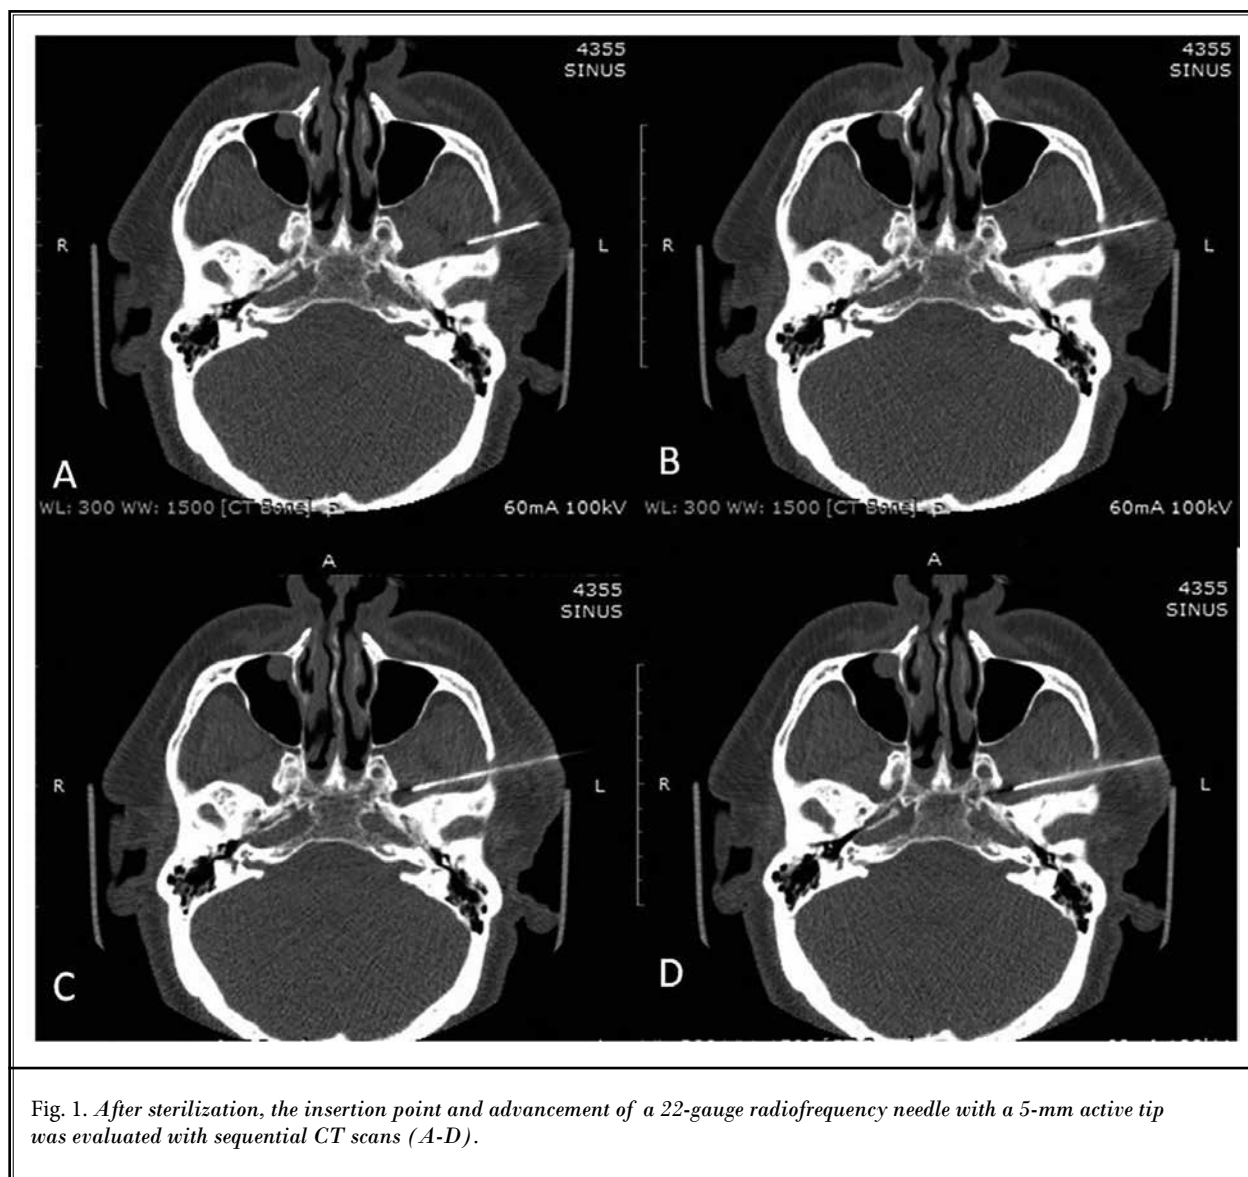 4355
SINUS
R
L
A
WL: 300 WW: 1500 [CT Bone] p
60mA 100kV
4355
SINUS
L
B
WL: 300 WW: 1500 [CT Bone] p
60mA 100kV
A
4355
SINUS
R
L
C
A
4355
SINUS
R
L
D
Fig. 1. After sterilization, the insertion point and advancement of a 22-gauge radiofrequency needle with a 5-mm active tip
was evaluated with sequential CT scans (A-D).